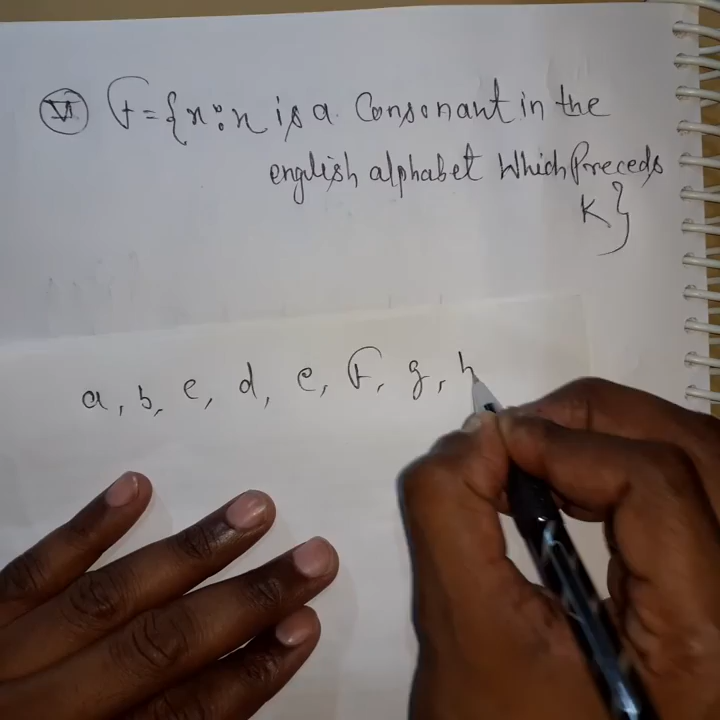 (VI) F = {x : x is a Consonant in the
english alphabet Which Preceds
K}
a, b, c, d, e, F, g, h